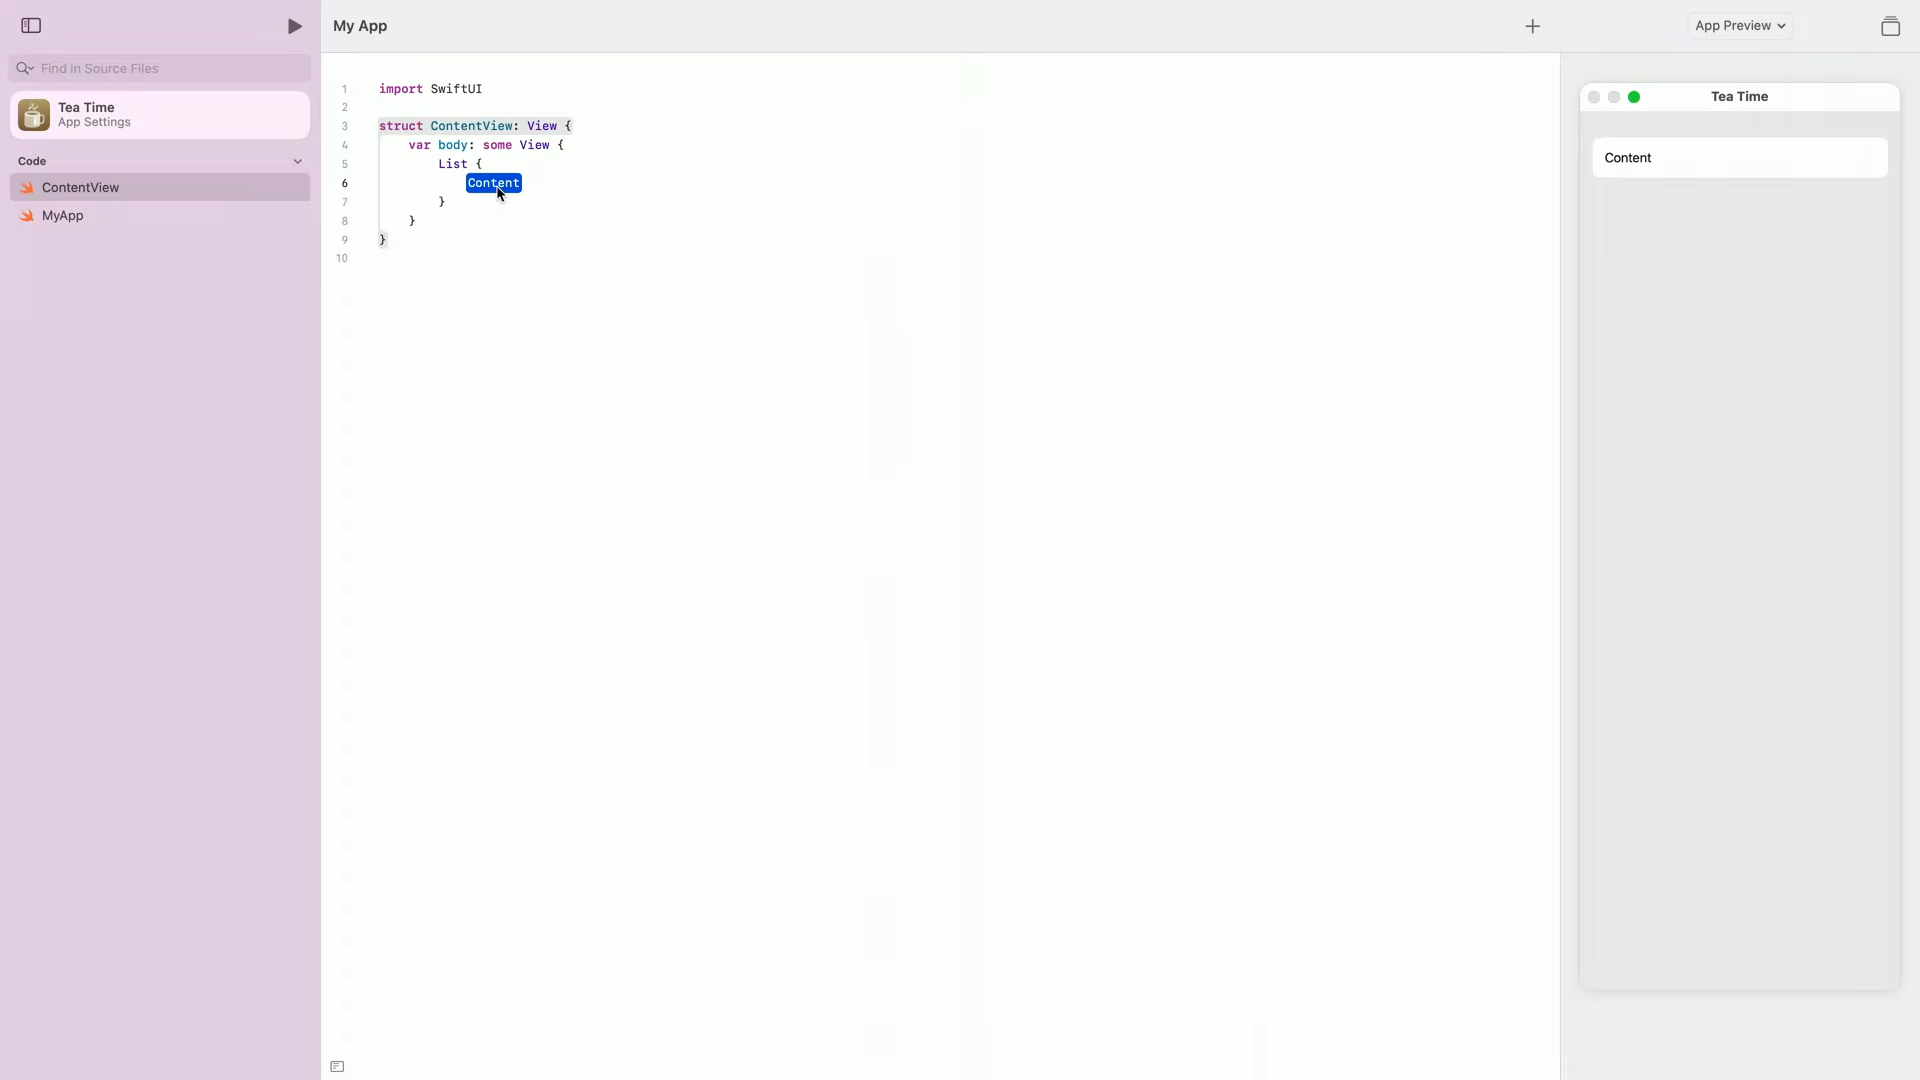 My App
App Preview
Find in Source Files
Tea Time
App Settings
Code
ContentView
MyApp
1 import SwiftUI
2
3 struct ContentView: View {
4 var body: some View {
5 List {
6 Content
7 }
8 }
9 }
10
Tea Time
Content